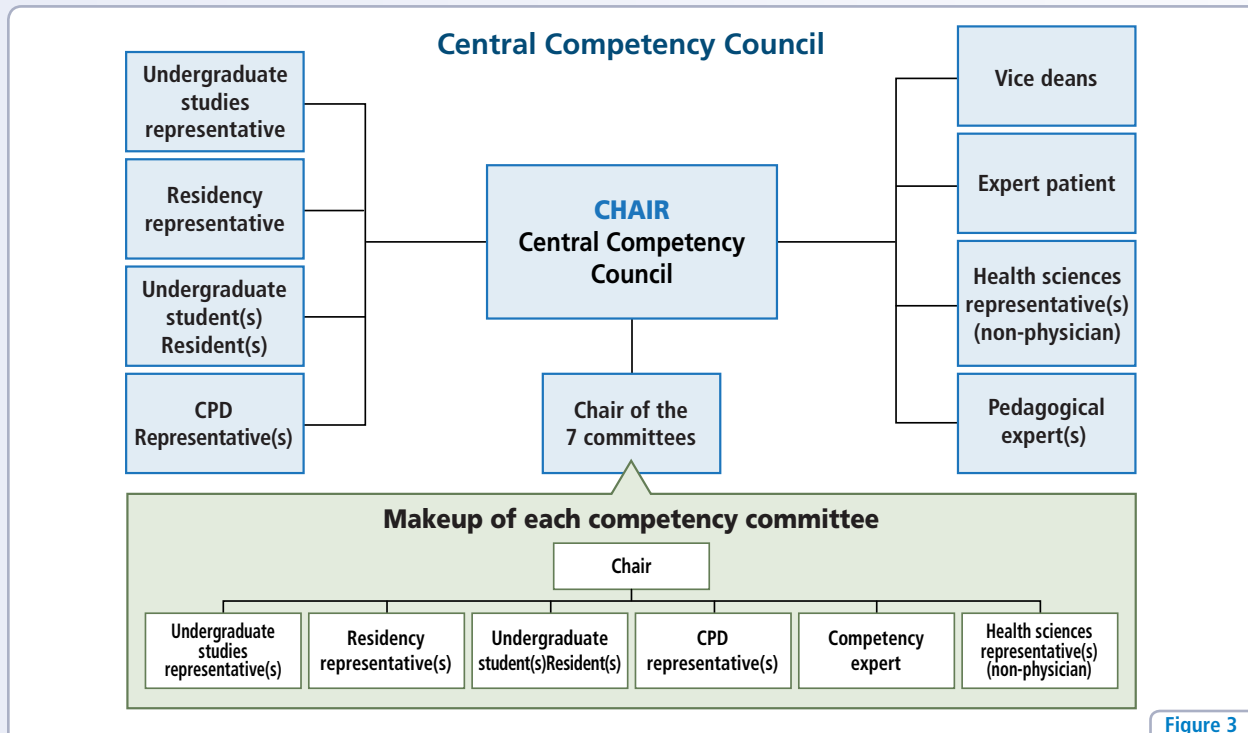 Central Competency Council
Undergraduate
studies
representative
Residency
representative
Undergraduate
student(s)
Resident(s)
CPD
Representative(s)
CHAIR
Central Competency
Council
Chair of the
7 committees
Vice deans
Expert patient
Health sciences
representative(s)
(non-physician)
Pedagogical
expert(s)
Makeup of each competency committee
Chair
Undergraduate
studies
representative(s)
Residency
representative(s)
Undergraduate
student(s)Resident(s)
CPD
representative(s)
Competency
expert
Health sciences
representative(s)
(non-physician)
Figure 3